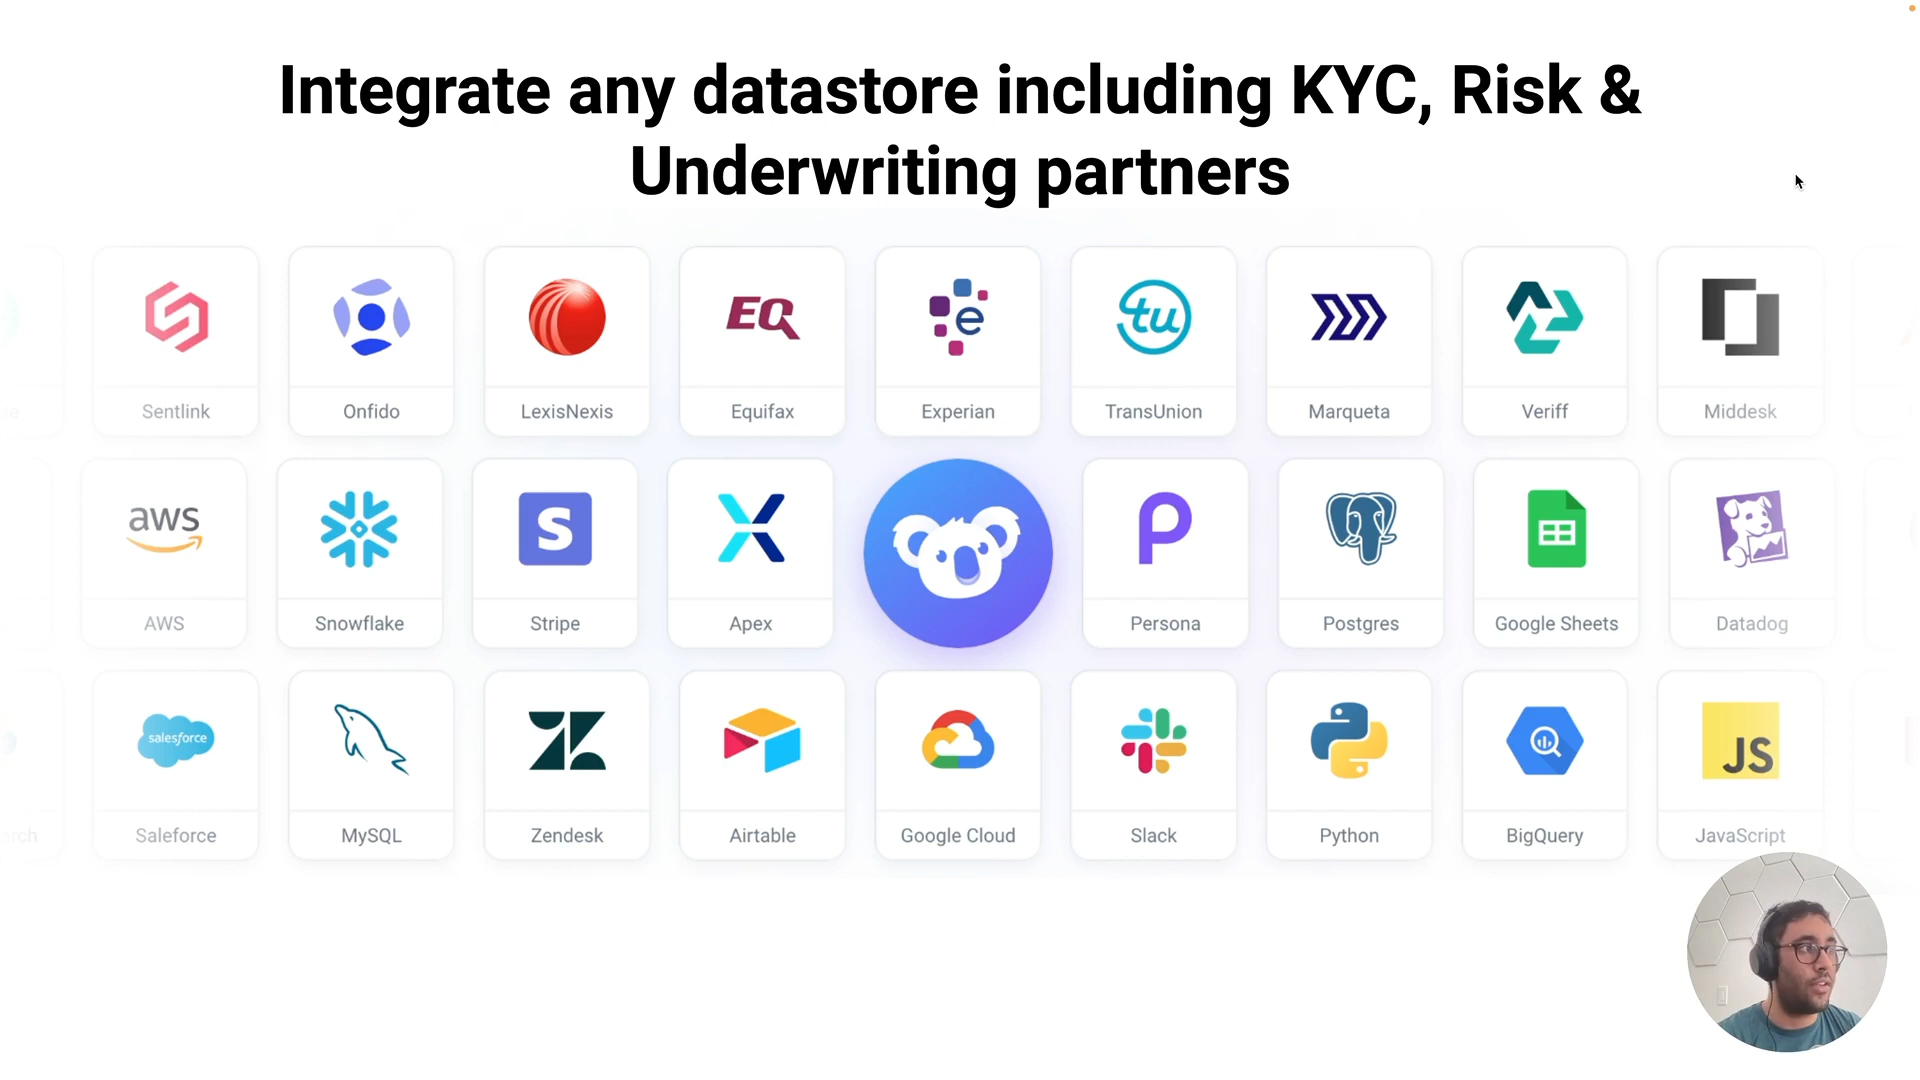 Integrate any datastore including KYC, Risk &
Underwriting partners
EQ
e
tu
Sentlink
Onfido
LexisNexis
Equifax
Experian
TransUnion
Marqueta
Veriff
Middesk
aws
S
AWS
Snowflake
Stripe
Apex
Persona
Postgres
Google Sheets
Datadog
salesforce
JS
Saleforce
MySQL
Zendesk
Airtable
Google Cloud
Slack
Python
BigQuery
JavaScript